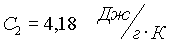 C₂ = 4,18 Дж/г · К